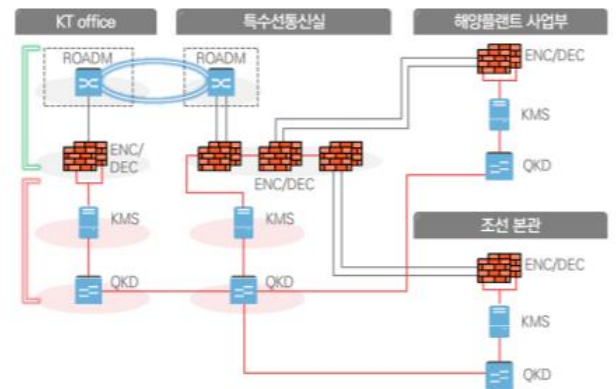 KT office
특수선통신실
해양플랜트 사업부
ROADM
ROADM
ENC/DEC
KMS
QKD
ENC/
DEC
ENC/DEC
KMS
KMS
QKD
QKD
조선 본관
ENC/DEC
KMS
QKD